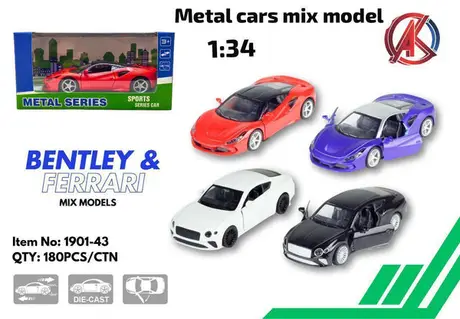 Metal cars mix model
1:34
METAL SERIES
SPORTS
SERIES CAR
BENTLEY &
FERRARI
MIX MODELS
Item No: 1901-43
QTY: 180PCS/CTN
DIE-CAST